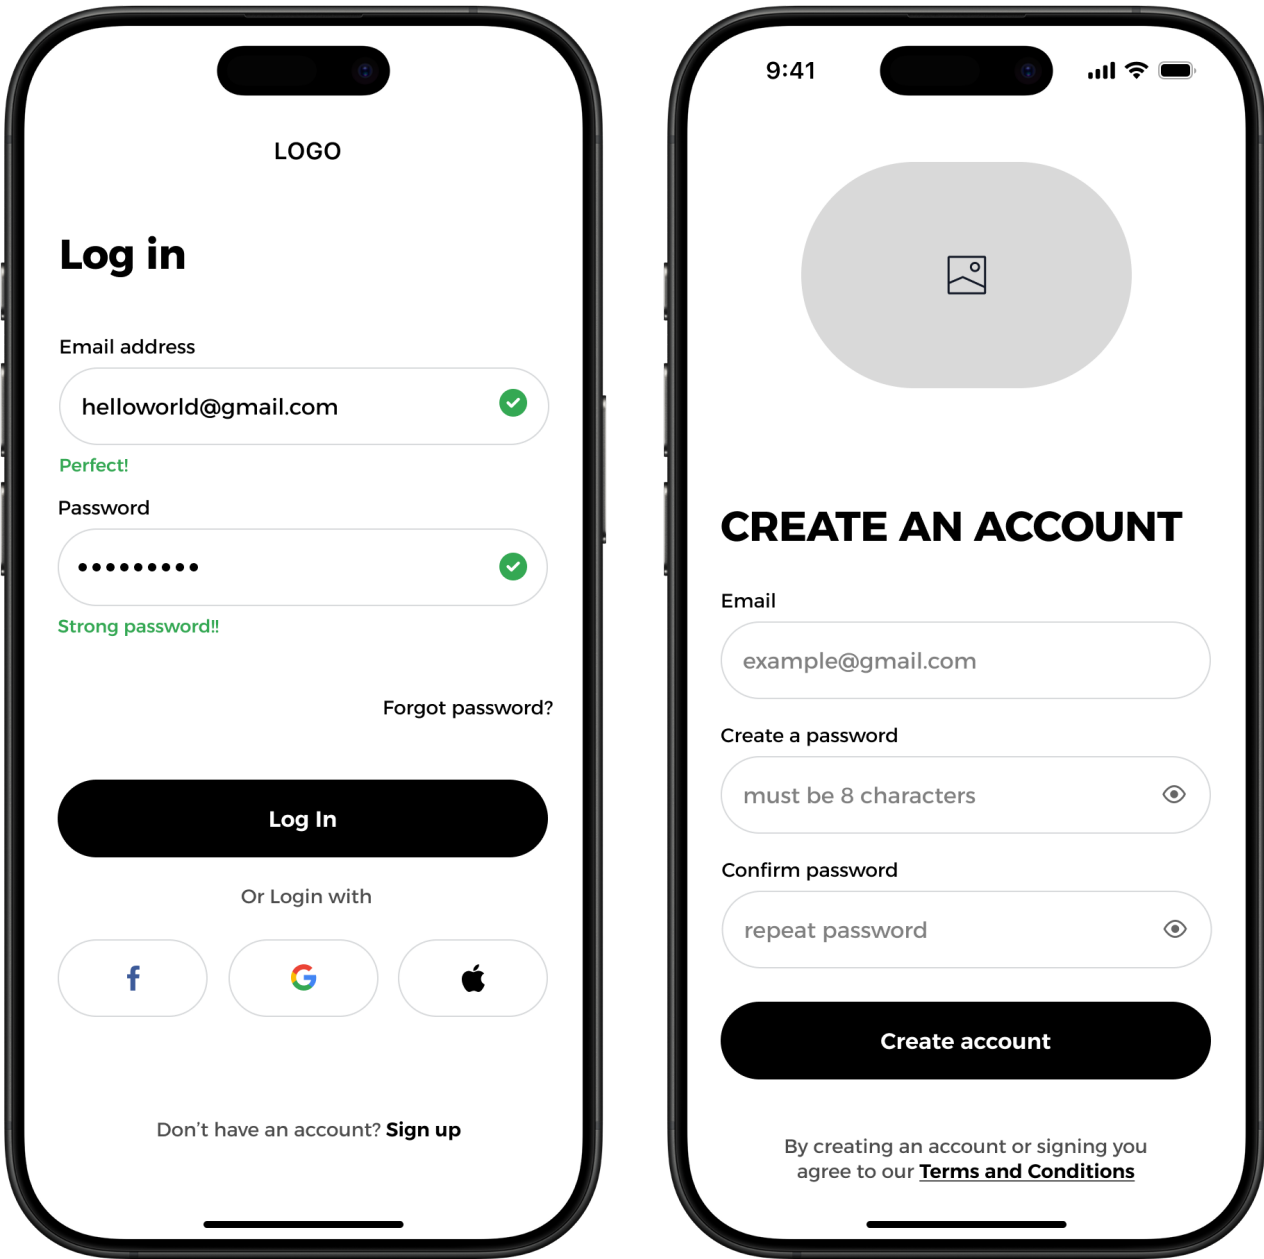 LOGO
Log in
Email address
helloworld@gmail.com
Perfect!
Password
•••••••••
Strong password!!
Forgot password?
Log In
Or Login with
Don't have an account? Sign up
9:41
CREATE AN ACCOUNT
Email
example@gmail.com
Create a password
must be 8 characters
Confirm password
repeat password
Create account
By creating an account or signing you
agree to our Terms and Conditions